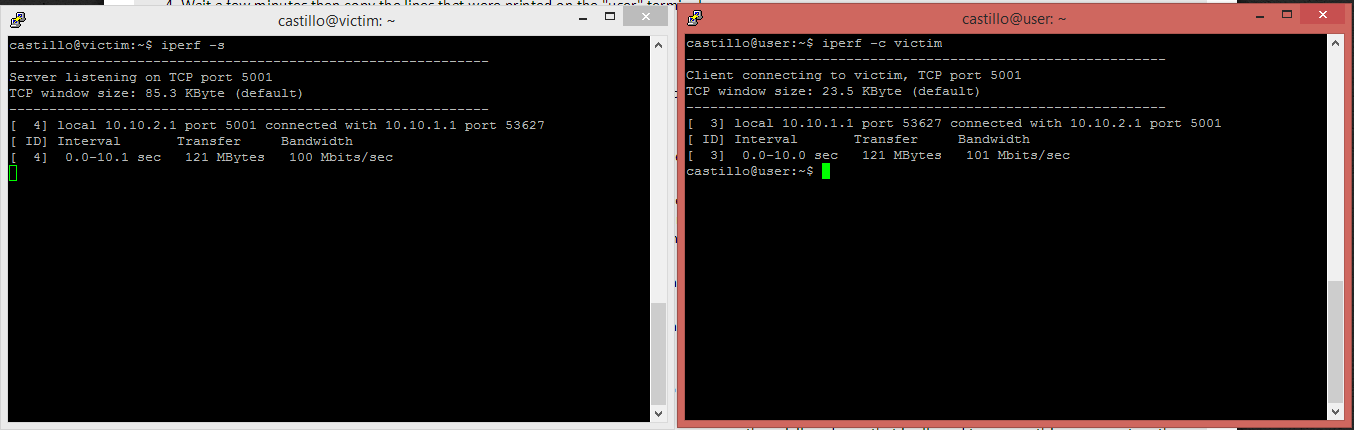 4. Wait a few minutes then copy the lines that were printed on the "user" terminal
castillo@victim: ~
castillo@victim:~$ iperf -s
------------------------------------------------------------
Server listening on TCP port 5001
TCP window size: 85.3 KByte (default)
------------------------------------------------------------
[  4] local 10.10.2.1 port 5001 connected with 10.10.1.1 port 53627
[ ID] Interval       Transfer     Bandwidth
[  4]  0.0-10.1 sec   121 MBytes   100 Mbits/sec
castillo@user: ~
castillo@user:~$ iperf -c victim
------------------------------------------------------------
Client connecting to victim, TCP port 5001
TCP window size: 23.5 KByte (default)
------------------------------------------------------------
[  3] local 10.10.1.1 port 53627 connected with 10.10.2.1 port 5001
[ ID] Interval       Transfer     Bandwidth
[  3]  0.0-10.0 sec   121 MBytes   101 Mbits/sec
castillo@user:~$